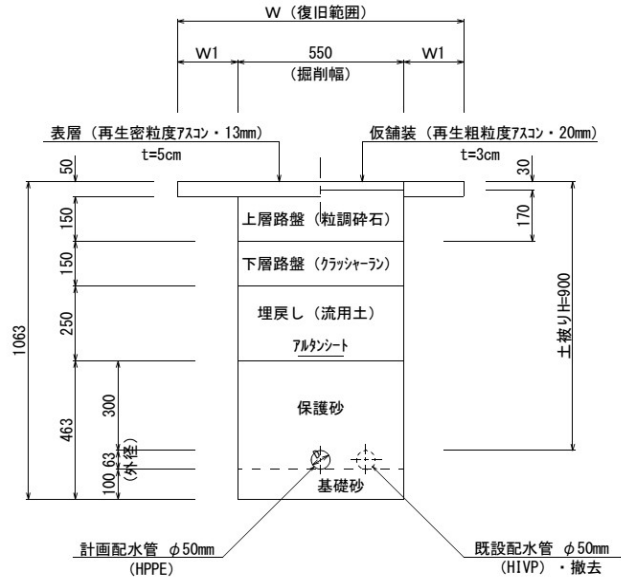 W (復旧範囲)
W1
550
W1
(掘削幅)
表層 (再生密粒度アスコン・13mm)
仮舗装 (再生粗粒度アスコン・20mm)
t=5cm
t=3cm
50
30
150
上層路盤 (粒調砕石)
170
150
下層路盤 (クラッシャーラン)
250
埋戻し (流用土)
アルタンシート
土被りH=900
1063
463
300
保護砂
63
(外径)
100
基礎砂
計画配水管 φ50mm
(HPPE)
既設配水管 φ50mm
(HIVP)・撤去